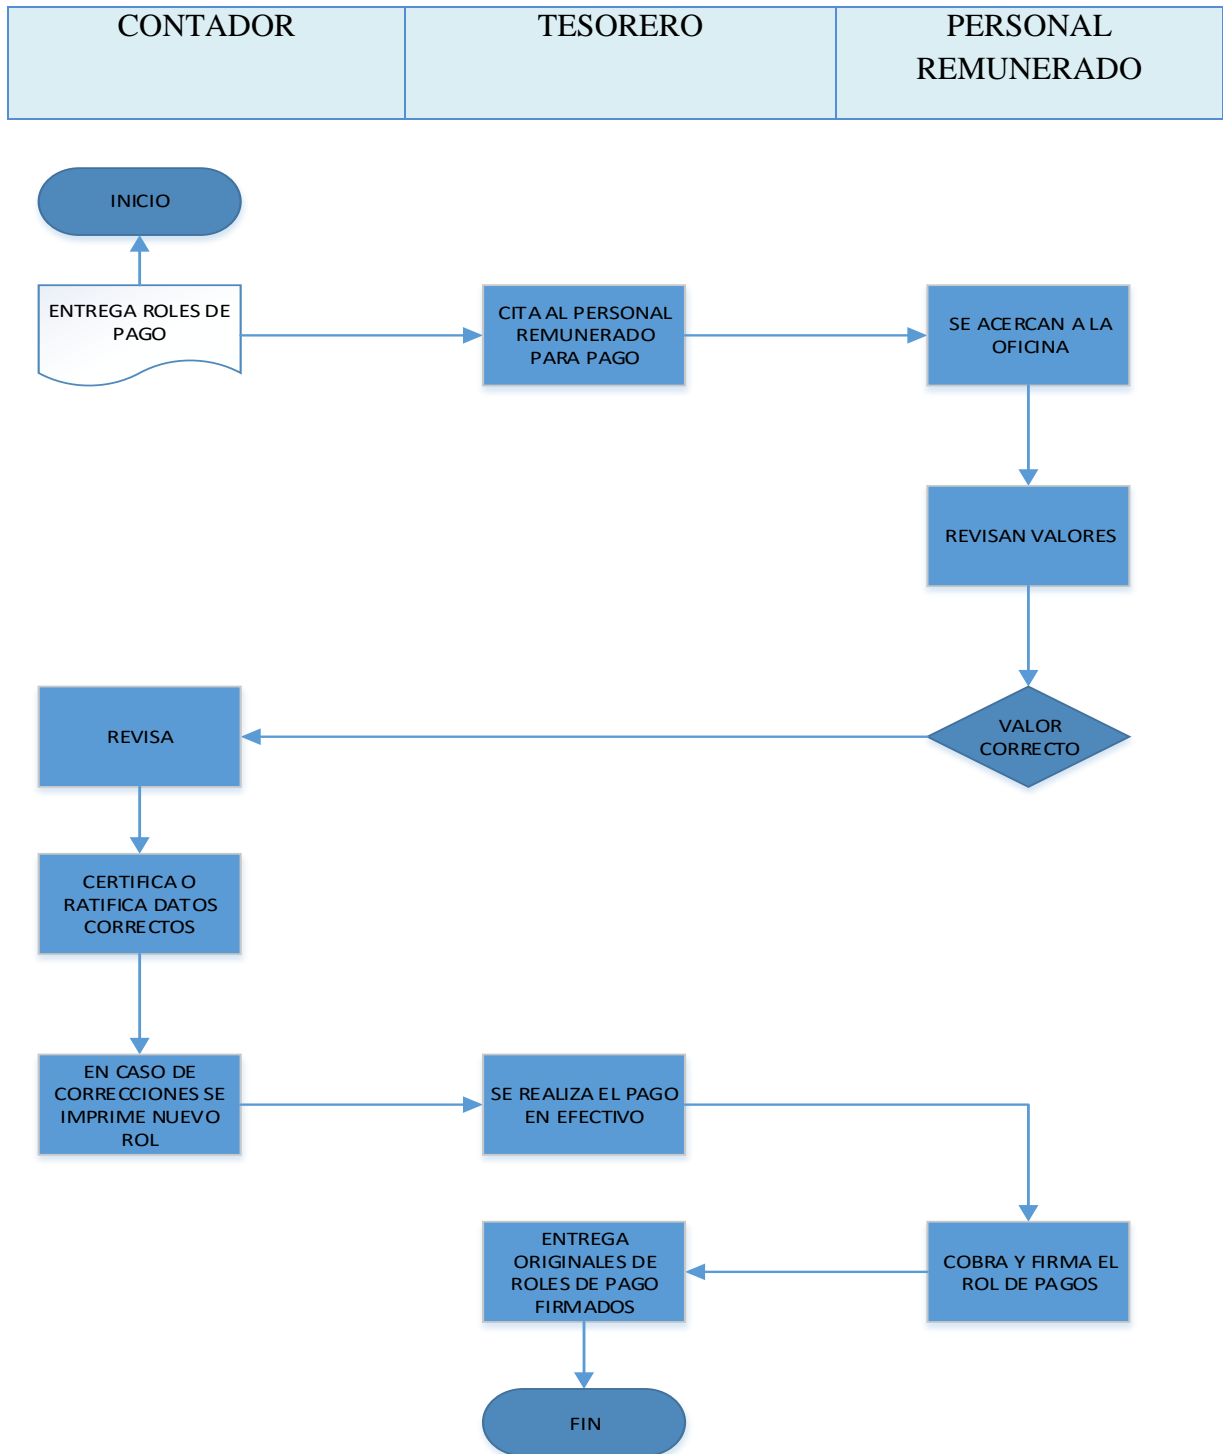 CONTADOR
TESORERO
PERSONAL
REMUNERADO
INICIO
ENTREGA ROLES DE
PAGO
CITA AL PERSONAL
REMUNERADO
PARA PAGO
SE ACERCAN A LA
OFICINA
REVISAN VALORES
VALOR
CORRECTO
REVISA
CERTIFICA O
RATIFICA DATOS
CORRECTOS
EN CASO DE
CORRECCIONES SE
IMPRIME NUEVO
ROL
SE REALIZA EL PAGO
EN EFECTIVO
COBRA Y FIRMA EL
ROL DE PAGOS
ENTREGA
ORIGINALES DE
ROLES DE PAGO
FIRMADOS
FIN